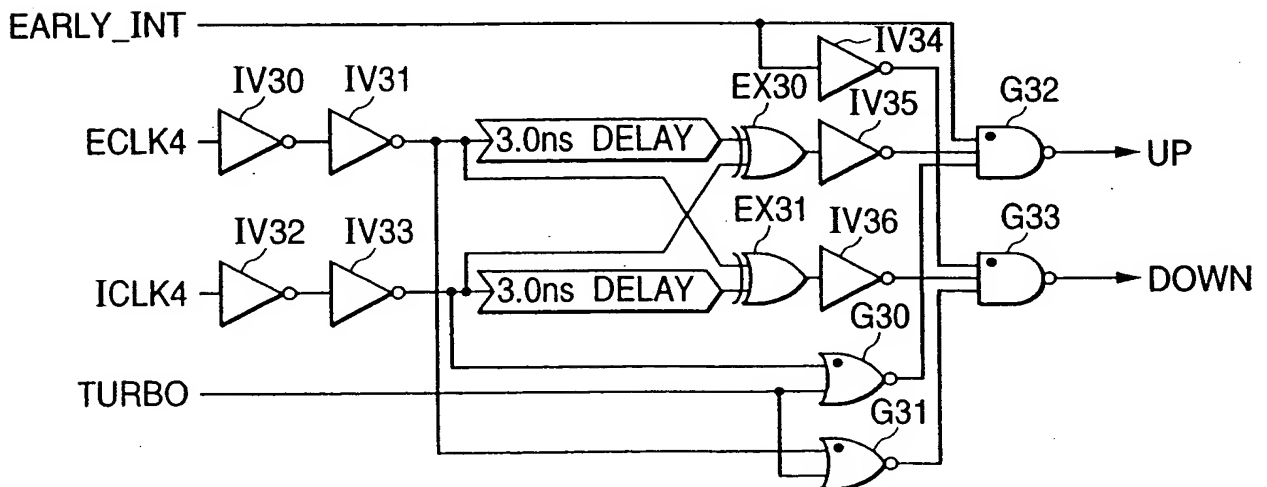 EARLY_INT
IV34
IV30
IV31
EX30
IV35
G32
ECLK4
3.0ns DELAY
UP
IV32
IV33
EX31
IV36
G33
ICLK4
3.0ns DELAY
DOWN
G30
TURBO
G31